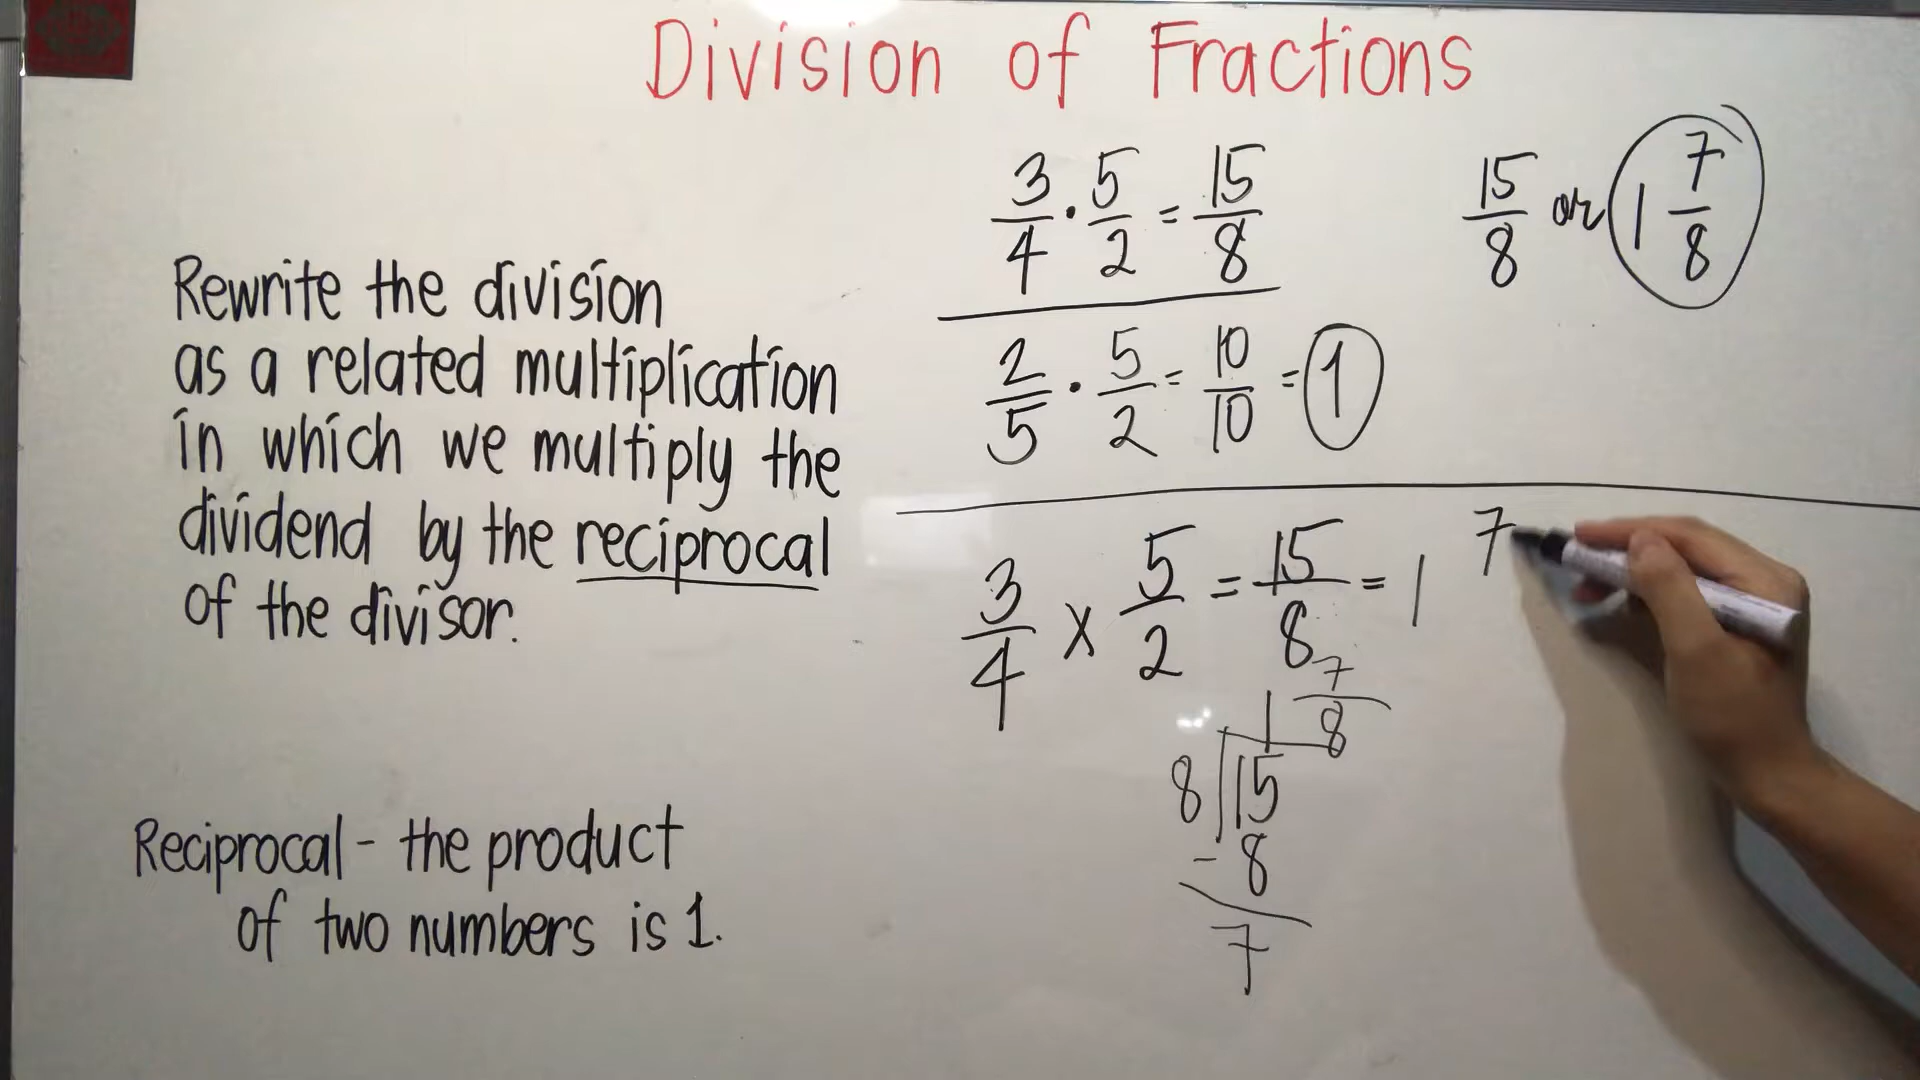 Division of Fractions
Rewrite the division
as a related multiplication
in which we multiply the
dividend by the reciprocal
of the divisor.
Reciprocal - the product
of two numbers is 1.
3/4 · 5/2 = 15/8
15/8 or 1 7/8
2/5 · 5/2 = 10/10 = 1
3/4 x 5/2 = 15/8 = 1 7
1 7/8
8 15
- 8
7